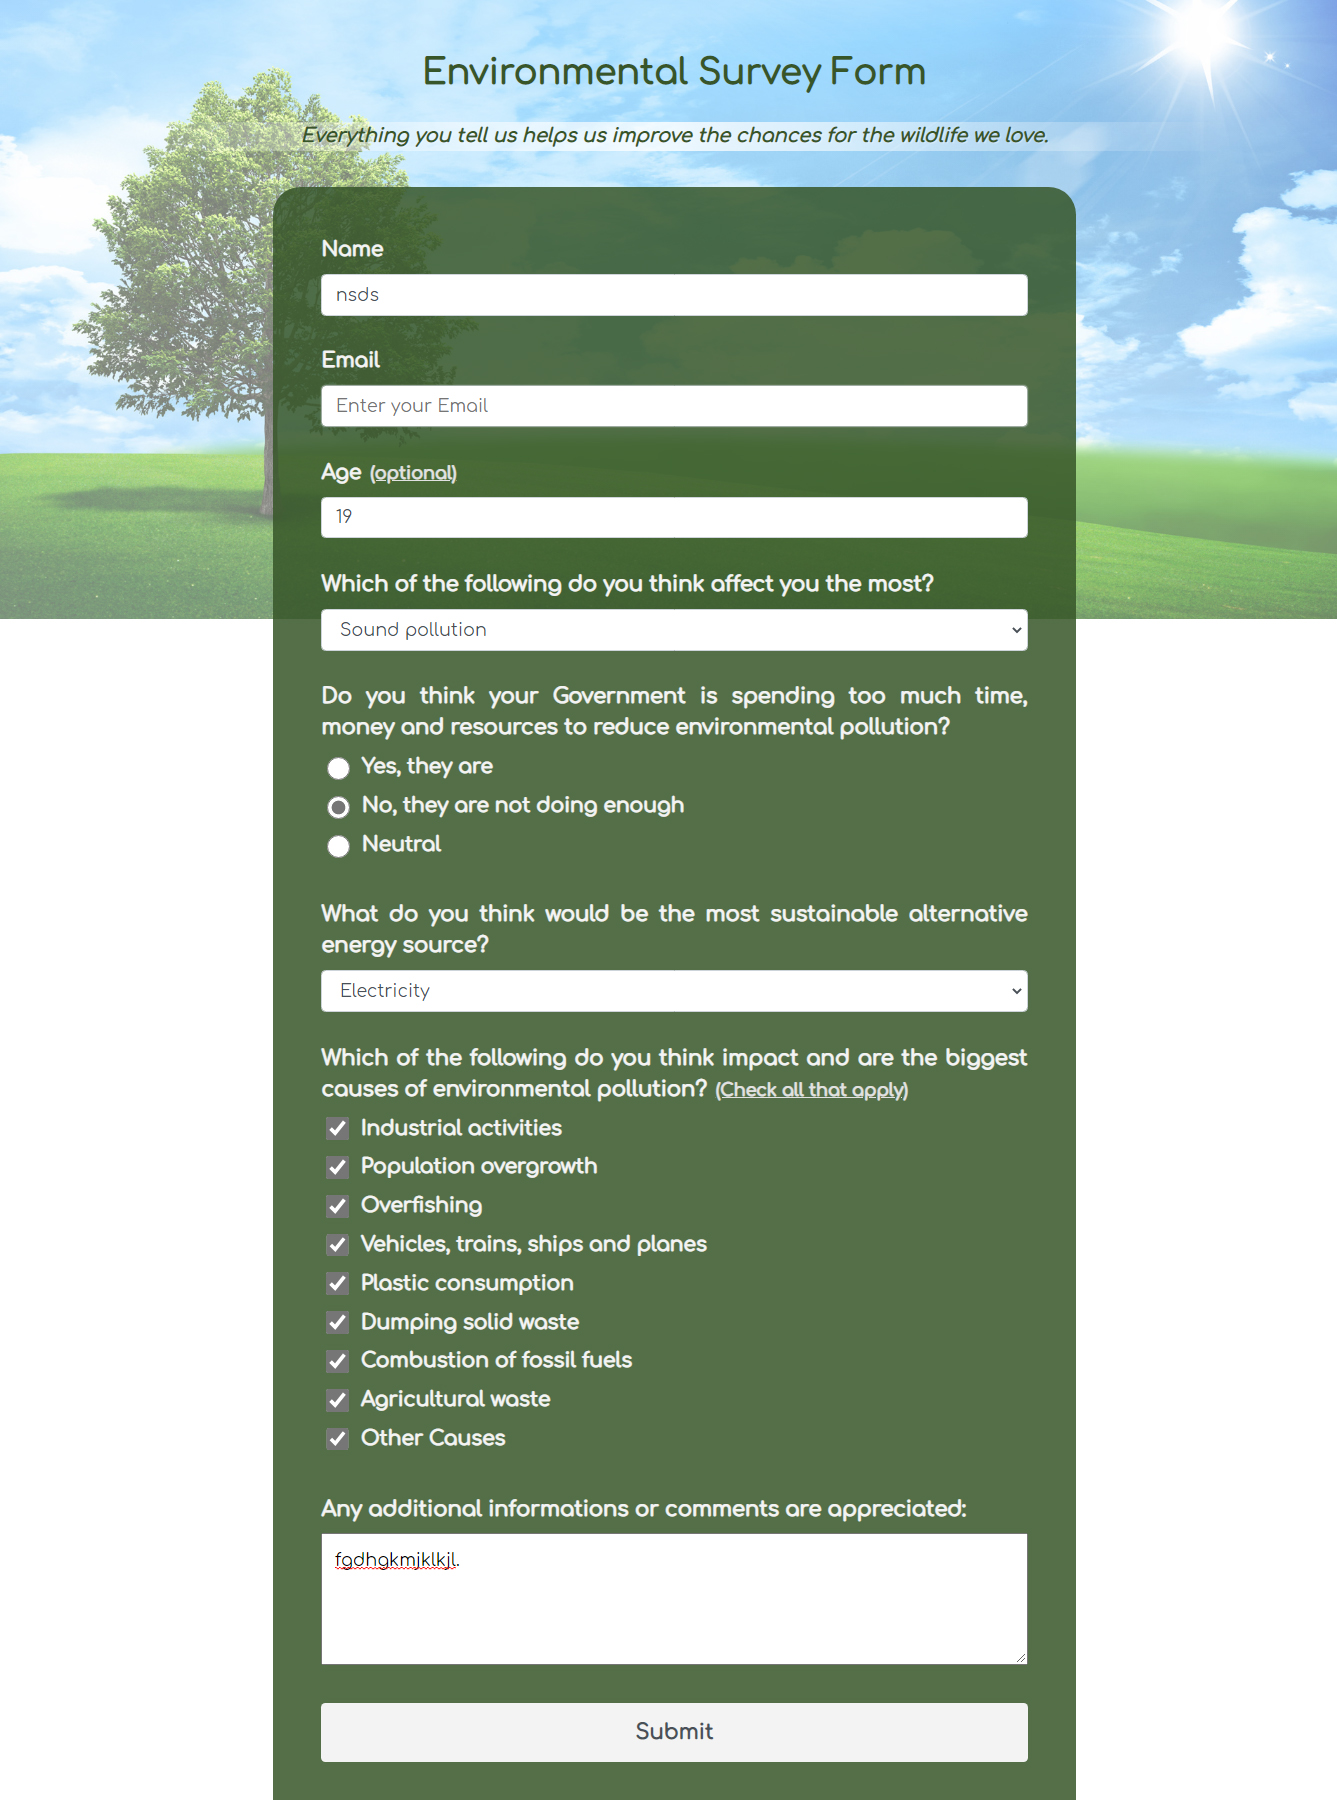 Environmental Survey Form
Everything you tell us helps us improve the chances for the wildlife we love.
Name
nsds
Email
Enter your Email
Age (optional)
19
Which of the following do you think affect you the most?
Sound pollution
Do you think your Government is spending too much time,
money and resources to reduce environmental pollution?
Yes, they are
No, they are not doing enough
Neutral
What do you think would be the most sustainable alternative
energy source?
Electricity
Which of the following do you think impact and are the biggest
causes of environmental pollution? (Check all that apply)
Industrial activities
Population overgrowth
Overfishing
Vehicles, trains, ships and planes
Plastic consumption
Dumping solid waste
Combustion of fossil fuels
Agricultural waste
Other Causes
Any additional informations or comments are appreciated:
fgdhgkmjklkjl.
Submit